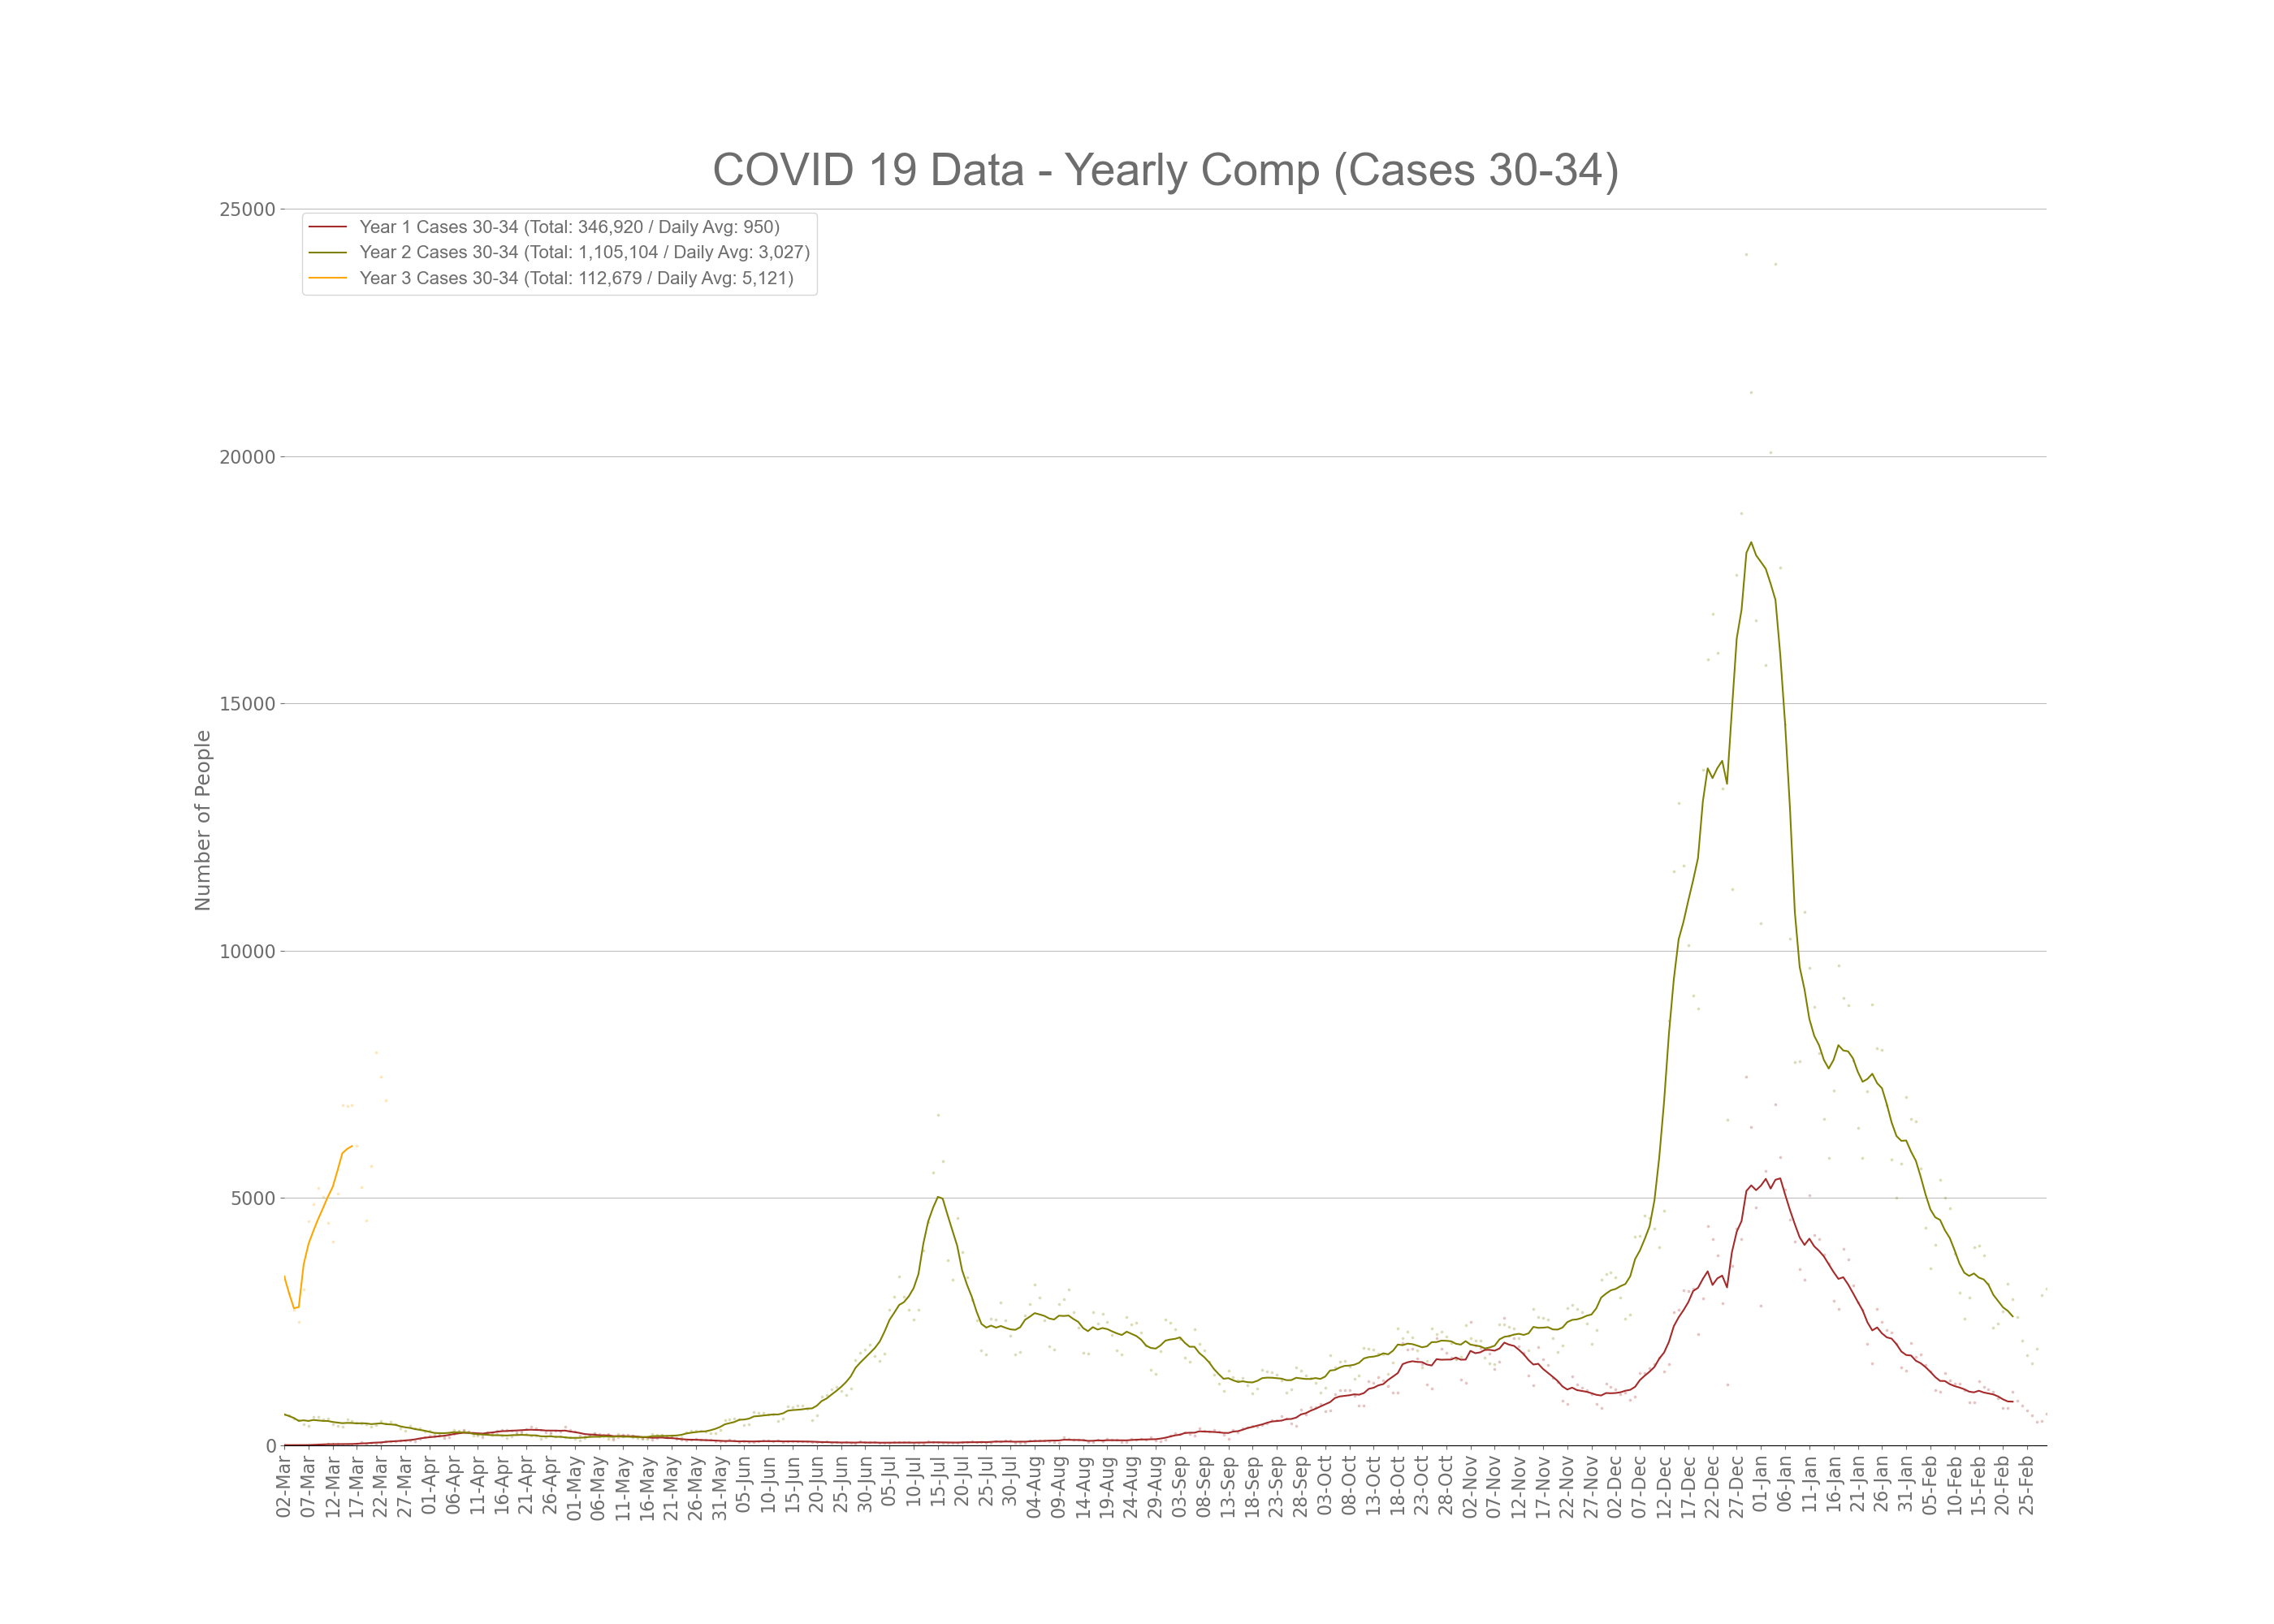 COVID 19 Data - Yearly Comp (Cases 30-34)
25000
Year 1 Cases 30-34 (Total: 346,920 / Daily Avg: 950)
Year 2 Cases 30-34 (Total: 1,105,104 / Daily Avg: 3,027)
Year 3 Cases 30-34 (Total: 112,679 / Daily Avg: 5,121)
20000
15000
Number of People
10000
5000
0
02-Mar
07-Mar
12-Mar
17-Mar
22-Mar
27-Mar
01-Apr
06-Apr
11-Apr
16-Apr
21-Apr
26-Apr
01-May
06-May
11-May
16-May
21-May
26-May
31-May
05-Jun
10-Jun
15-Jun
20-Jun
25-Jun
30-Jun
05-Jul
10-Jul
15-Jul
20-Jul
25-Jul
30-Jul
04-Aug
09-Aug
14-Aug
19-Aug
24-Aug
29-Aug
03-Sep
08-Sep
13-Sep
18-Sep
23-Sep
28-Sep
03-Oct
08-Oct
13-Oct
18-Oct
23-Oct
28-Oct
02-Nov
07-Nov
12-Nov
17-Nov
22-Nov
27-Nov
02-Dec
07-Dec
12-Dec
17-Dec
22-Dec
27-Dec
01-Jan
06-Jan
11-Jan
16-Jan
21-Jan
26-Jan
31-Jan
05-Feb
10-Feb
15-Feb
20-Feb
25-Feb